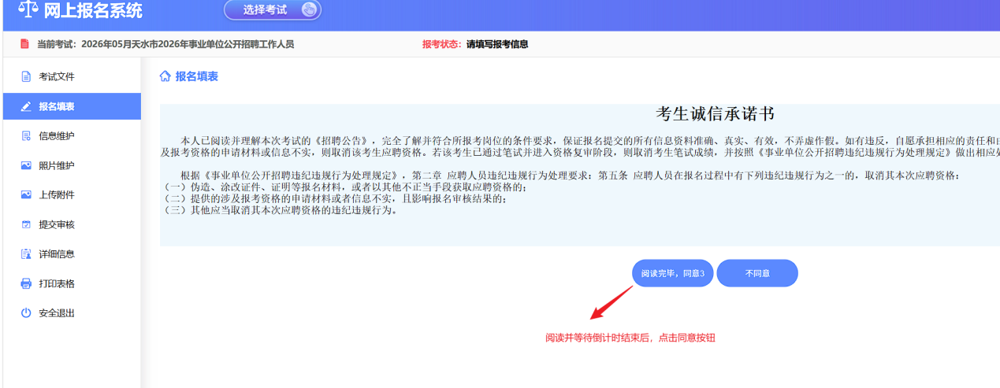 网上报名系统
选择考试
当前考试：2026年05月天水市2026年事业单位公开招聘工作人员
报考状态：请填写报考信息
考试文件
报名填表
信息维护
照片维护
上传附件
提交审核
详细信息
打印表格
安全退出
报名填表
考生诚信承诺书
本人已阅读并理解本次考试的《招聘公告》，完全了解并符合所报考岗位的条件要求，保证报名提交的所有信息资料准确、真实、有效，不弄虚作假。如有违反，自愿承担相应的责任和由
及报考资格的申请材料或信息不实，则取消该考生应聘资格。若该考生已通过笔试并进入资格复审阶段，则取消考生笔试成绩，并按照《事业单位公开招聘违纪违规行为处理规定》做出相应处
根据《事业单位公开招聘违纪违规行为处理规定》，第二章 应聘人员违纪违规行为处理要求：第五条 应聘人员在报名过程中有下列违纪违规行为之一的，取消其本次应聘资格：
（一）伪造、涂改证件、证明等报名材料，或者以其他不正当手段获取应聘资格的；
（二）提供的涉及报考资格的申请材料或者信息不实，且影响报名审核结果的；
（三）其他应当取消其本次应聘资格的违纪违规行为。
阅读完毕，同意3
不同意
阅读并等待倒计时结束后，点击同意按钮